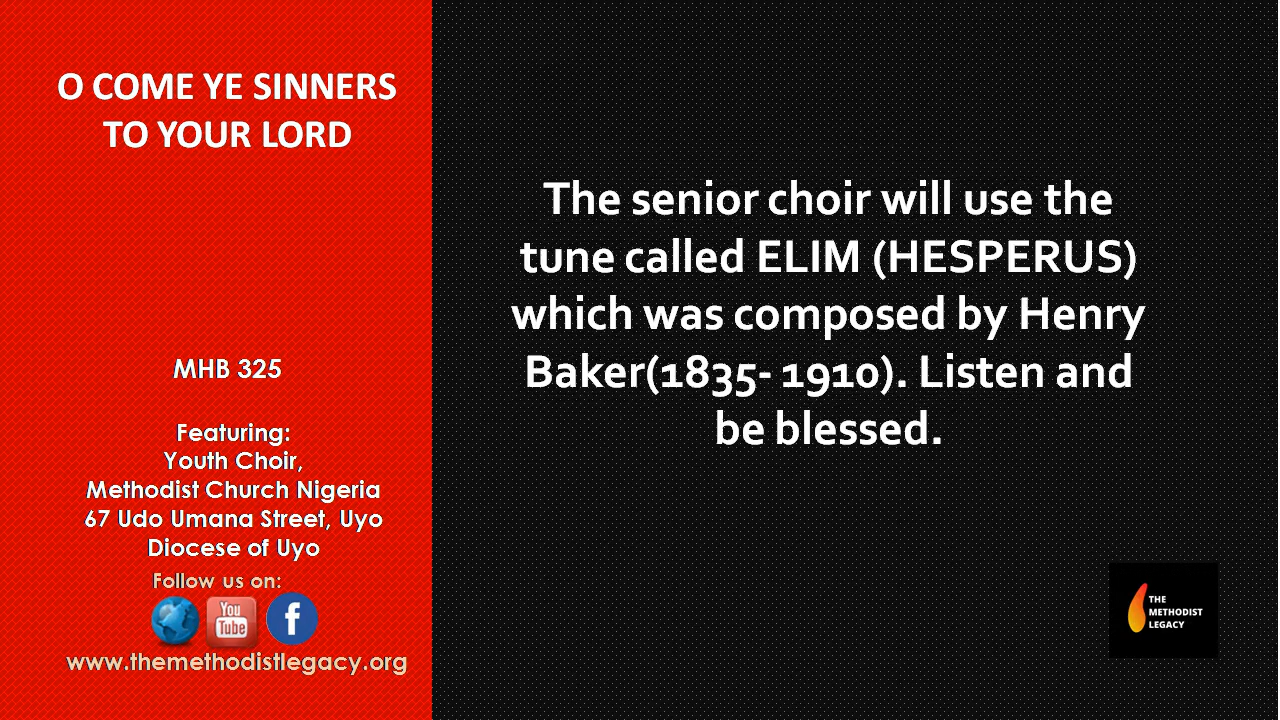 O COME YE SINNERS
TO YOUR LORD
MHB 325
Featuring:
Youth Choir,
Methodist Church Nigeria
67 Udo Umana Street, Uyo
Diocese of Uyo
Follow us on:
You
Tube
f
www.themethodistlegacy.org
The senior choir will use the
tune called ELIM (HESPERUS)
which was composed by Henry
Baker(1835- 1910). Listen and
be blessed.
THE
METHODIST
LEGACY